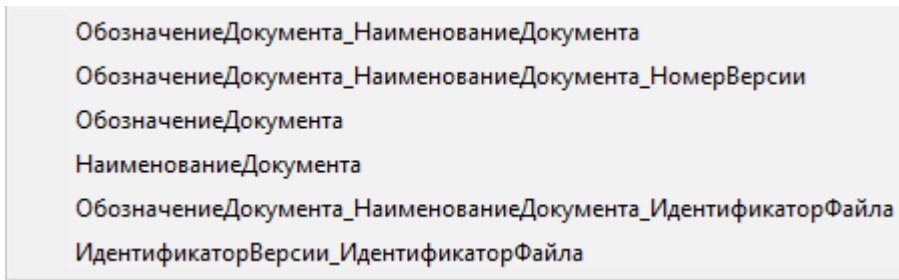 ОбозначениеДокумента_НаименованиеДокумента
ОбозначениеДокумента_НаименованиеДокумента_НомерВерсии
ОбозначениеДокумента
НаименованиеДокумента
ОбозначениеДокумента_НаименованиеДокумента_ИдентификаторФайла
ИдентификаторВерсии_ИдентификаторФайла